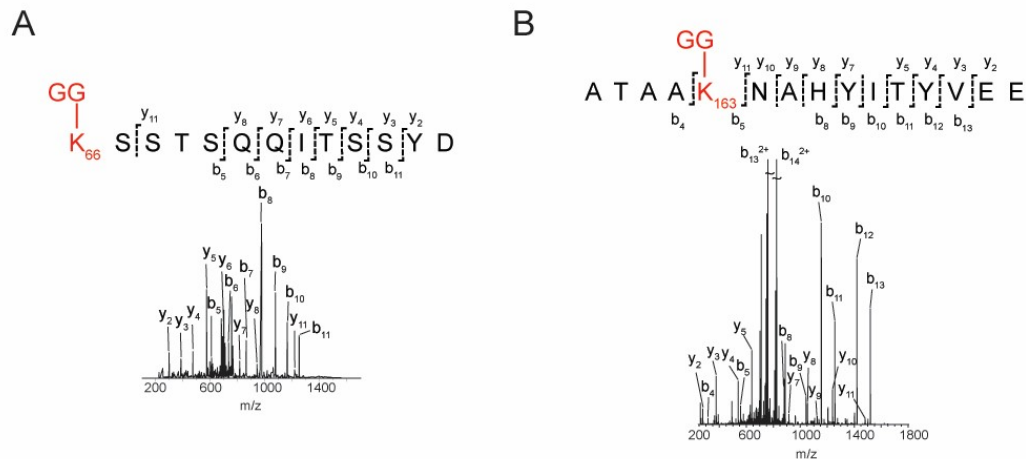 A
GG
K66 S S T S Q Q I T S S Y D
y11 y8 y7 y6 y5 y4 y3 y2
b5 b6 b7 b8 b9 b10 b11
b8
y5 y6 b7 b9
b6
b5 y8 b10
y2 y3 y4 y7 y11 b11
200 600 1000 1400
m/z
B
GG
y11 y10 y9 y8 y7 y5 y4 y3 y2
A T A A K163 N A H Y I T Y V E E
b4 b5 b8 b9 b10 b11 b12 b13
b13 2+ b14 2+
b10
b12
b11 b13
y5
b8
y2 y3 y4 b5 b9 y8 y10
b4 y7 y9 y11
200 600 1000 1400 1800
m/z